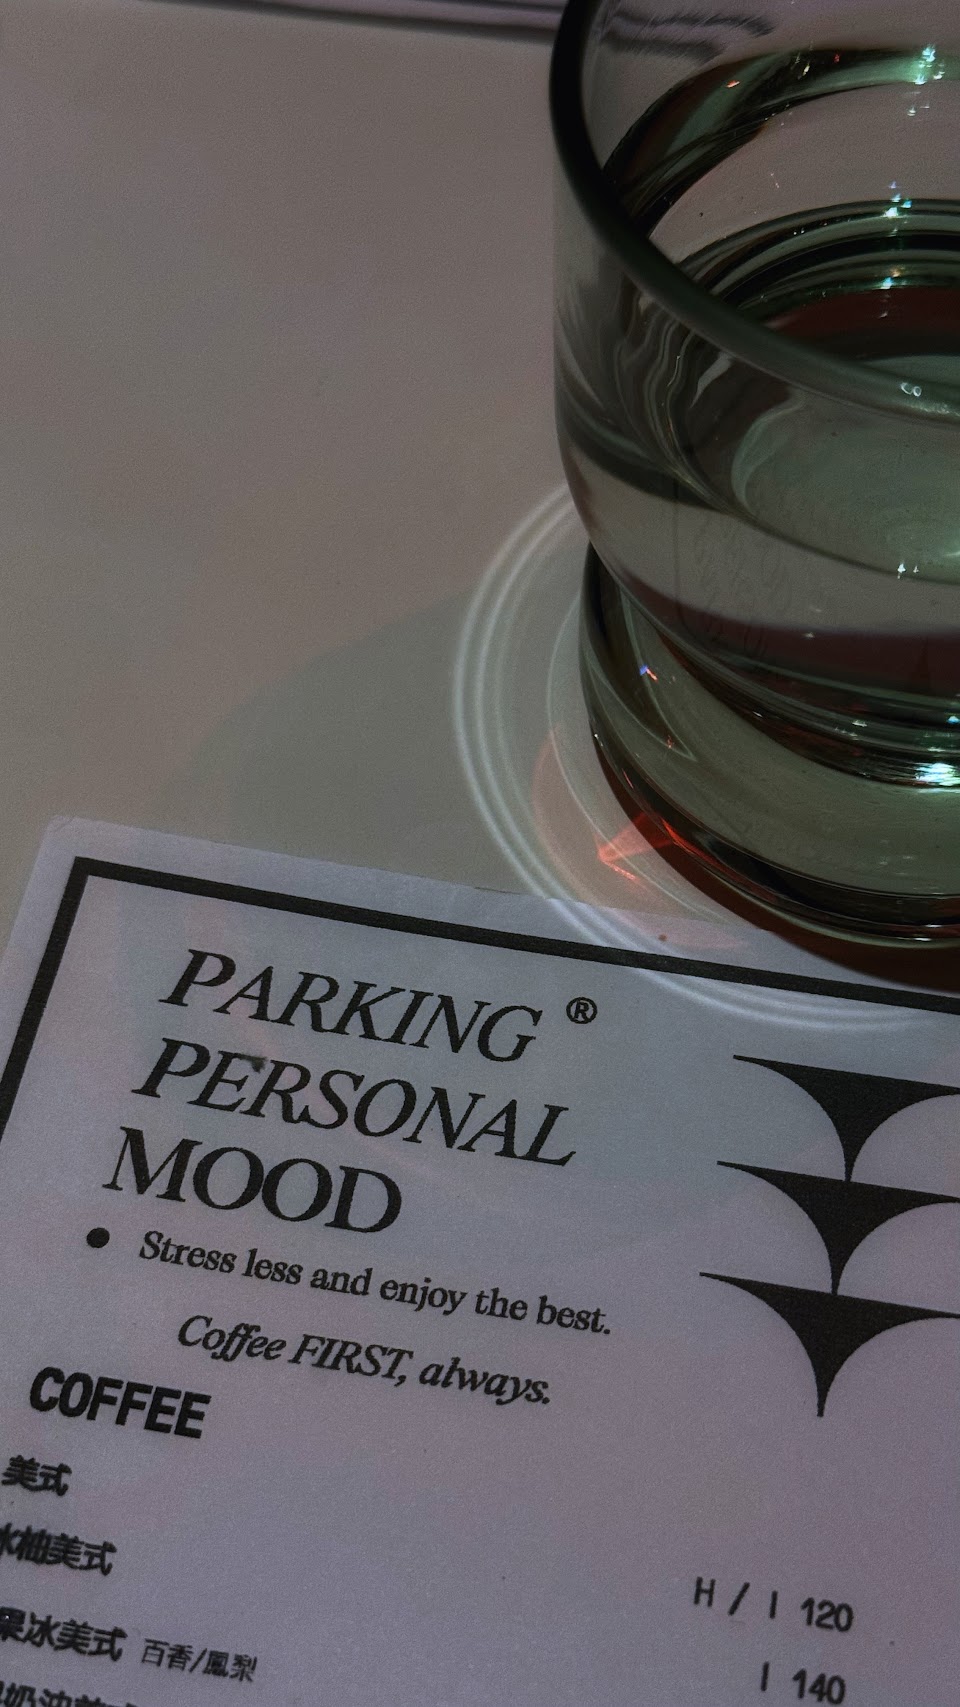 PARKING ®
PERSONAL
MOOD
• Stress less and enjoy the best.
Coffee FIRST, always.
COFFEE
美式
H / I 120
冰柚美式
I 140
果冰美式 百香/鳳梨